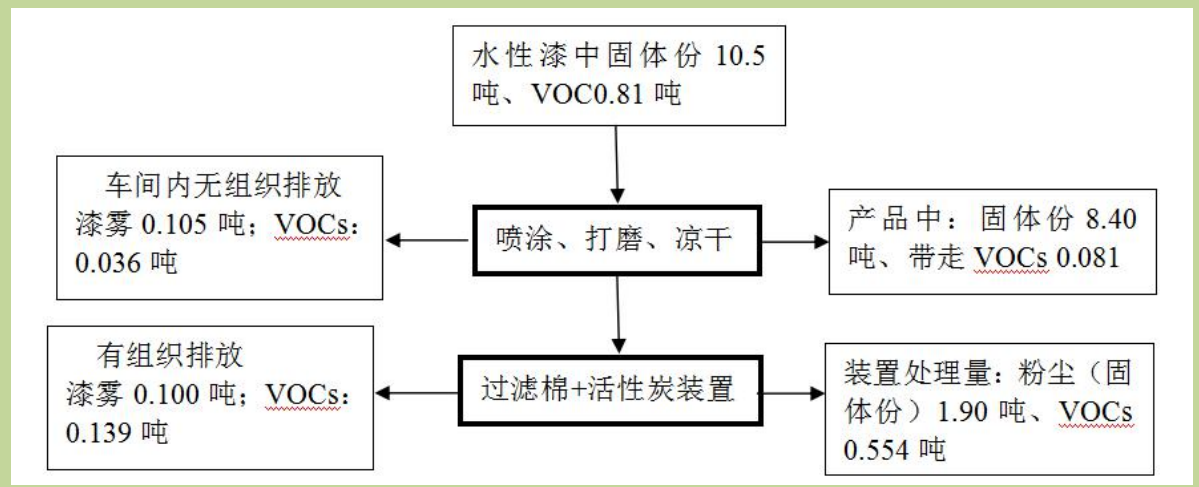 水性漆中固体份 10.5
吨、VOC0.81 吨
车间内无组织排放
漆雾 0.105 吨；VOCs：
0.036 吨
喷涂、打磨、凉干
产品中：固体份 8.40
吨、带走 VOCs 0.081
有组织排放
漆雾 0.100 吨；VOCs：
0.139 吨
过滤棉+活性炭装置
装置处理量：粉尘（固
体份）1.90 吨、VOCs
0.554 吨